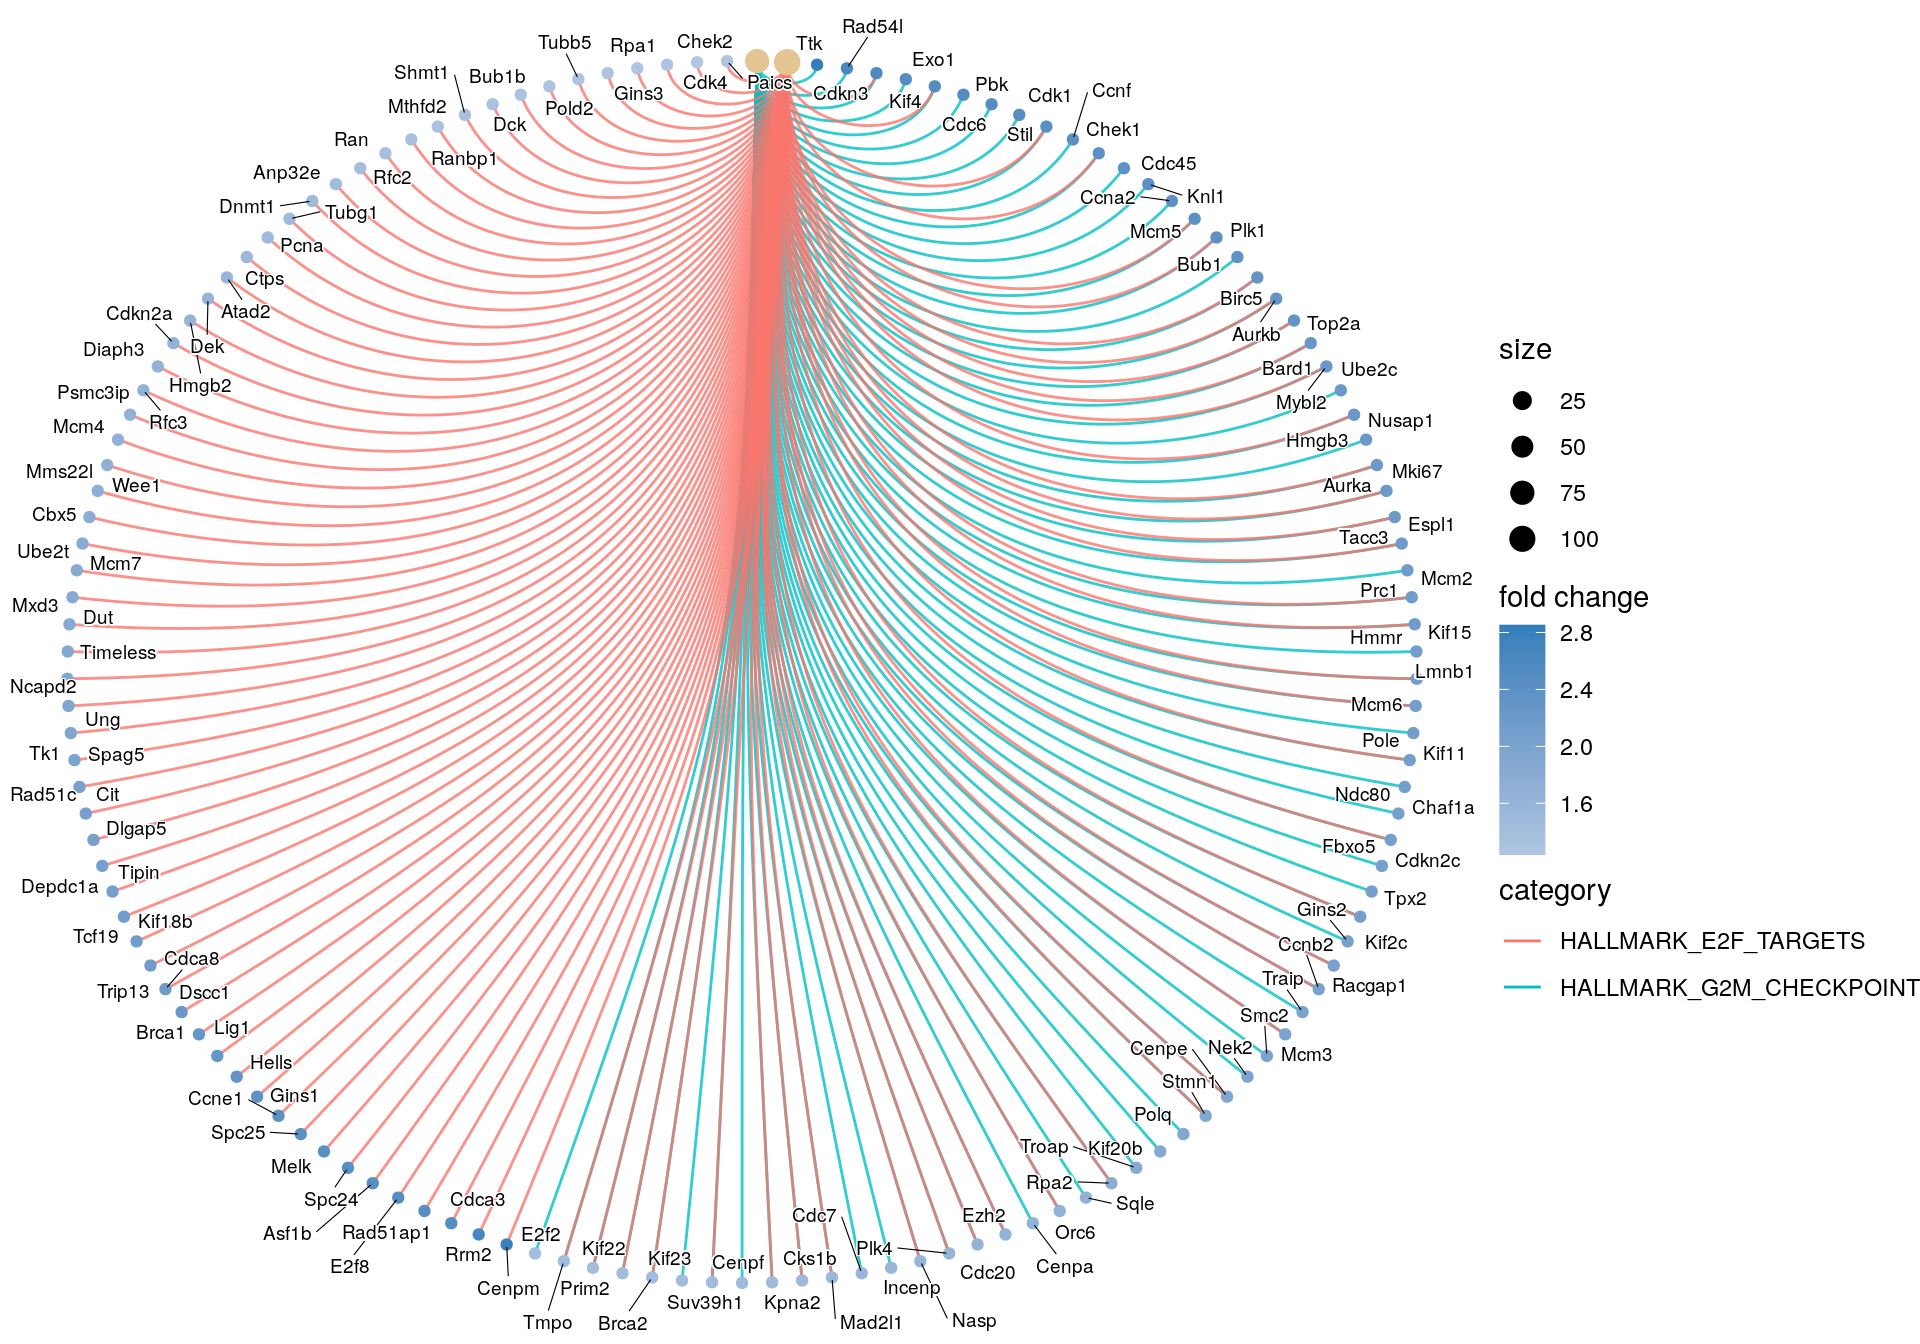 Rad54l
Tubb5
Rpa1
Chek2
Ttk
Exo1
Shmt1
Bub1b
Cdk4
Paics
Cdkn3
Pbk
Ccnf
Mthfd2
Pold2
Gins3
Kif4
Cdk1
Dck
Cdc6
Stil
Chek1
Ran
Ranbp1
Cdc45
Anp32e
Rfc2
Ccna2
Knl1
Dnmt1
Tubg1
Mcm5
Plk1
Pcna
Bub1
Ctps
Birc5
Cdkn2a
Atad2
Aurkb
Top2a
Diaph3
Dek
Bard1
Ube2c
Psmc3ip
Hmgb2
Mybl2
Mcm4
Rfc3
Hmgb3
Nusap1
Mms22l
Wee1
Aurka
Mki67
Cbx5
Espl1
Ube2t
Mcm7
Tacc3
Mcm2
Mxd3
Dut
Prc1
Timeless
Hmmr
Kif15
Ncapd2
Lmnb1
Ung
Mcm6
Tk1
Spag5
Pole
Kif11
Rad51c
Cit
Ndc80
Chaf1a
Dlgap5
Fbxo5
Cdkn2c
Depdc1a
Tipin
Tpx2
Tcf19
Kif18b
Gins2
Kif2c
Cdca8
Ccnb2
Trip13
Dscc1
Traip
Racgap1
Brca1
Lig1
Smc2
Hells
Cenpe
Nek2
Mcm3
Ccne1
Gins1
Stmn1
Spc25
Polq
Melk
Troap
Kif20b
Spc24
Rpa2
Sqle
Asf1b
Rad51ap1
Cdca3
Cdc7
Ezh2
Orc6
E2f8
Rrm2
E2f2
Kif22
Kif23
Cenpf
Cks1b
Plk4
Cdc20
Cenpa
Cenpm
Prim2
Suv39h1
Kpna2
Incenp
Tmpo
Brca2
Mad2l1
Nasp
size
25
50
75
100
fold change
2.8
2.4
2.0
1.6
category
HALLMARK_E2F_TARGETS
HALLMARK_G2M_CHECKPOINT